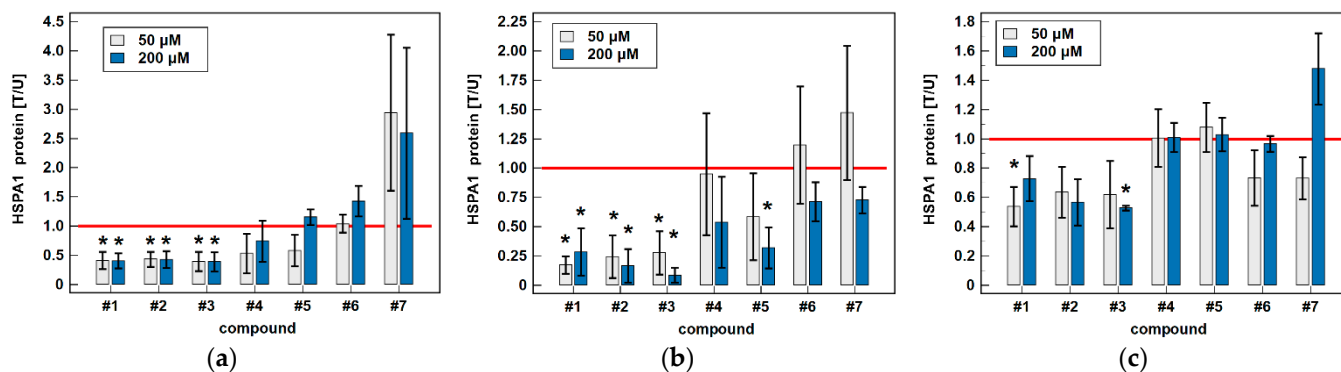 4.5
4.0
3.5
3.0
2.5
2.0
1.5
1.0
0.5
0
HSPA1 protein [T/U]
50 µM
200 µM
* * * * * *
#1 #2 #3 #4 #5 #6 #7
compound
(a)
2.25
2.00
1.75
1.50
1.25
1.00
0.75
0.50
0.25
0
HSPA1 protein [T/U]
50 µM
200 µM
* * * * * * *
#1 #2 #3 #4 #5 #6 #7
compound
(b)
1.8
1.6
1.4
1.2
1.0
0.8
0.6
0.4
0.2
0
HSPA1 protein [T/U]
50 µM
200 µM
* *
#1 #2 #3 #4 #5 #6 #7
compound
(c)